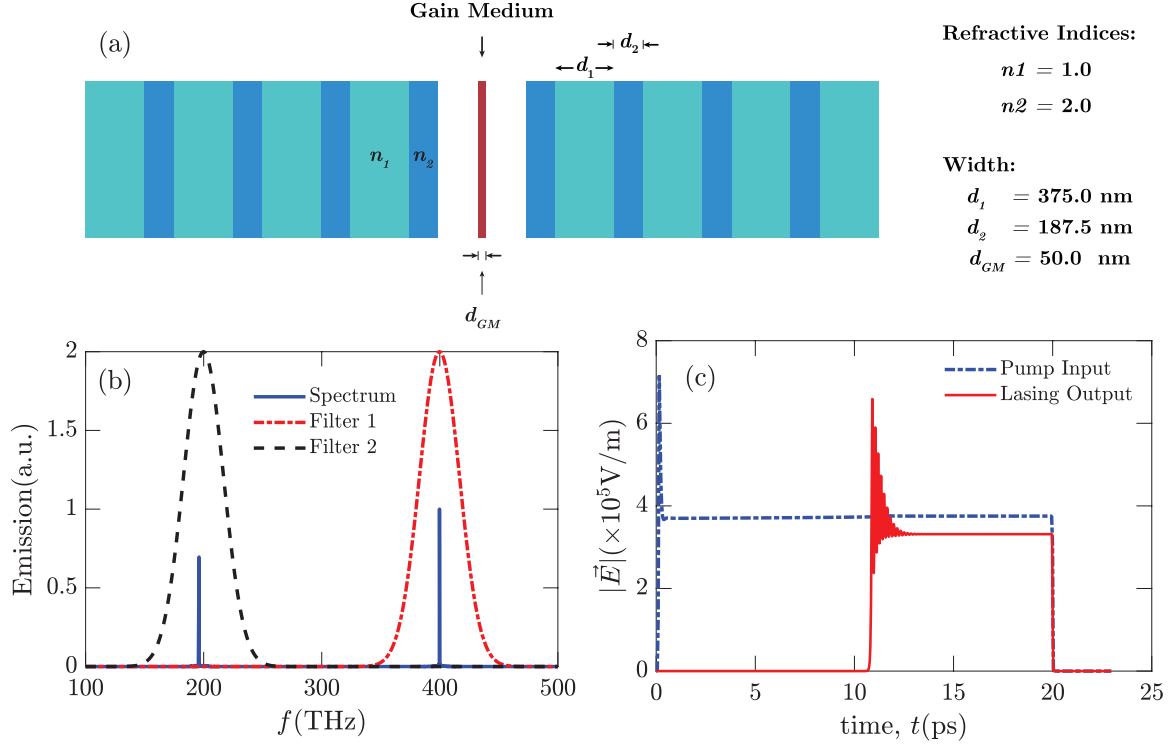 Gain Medium
(a)
d2
d1
n1
n2
dGM
Refractive Indices:
n1 = 1.0
n2 = 2.0
Width:
d1 = 375.0 nm
d2 = 187.5 nm
dGM = 50.0 nm
(b)
Spectrum
Filter 1
Filter 2
Emission(a.u.)
2
1.5
1
0.5
0
100 200 300 400 500
f(THz)
(c)
Pump Input
Lasing Output
|E⃗|(×10⁵V/m)
8
6
4
2
0
0 5 10 15 20 25
time, t(ps)